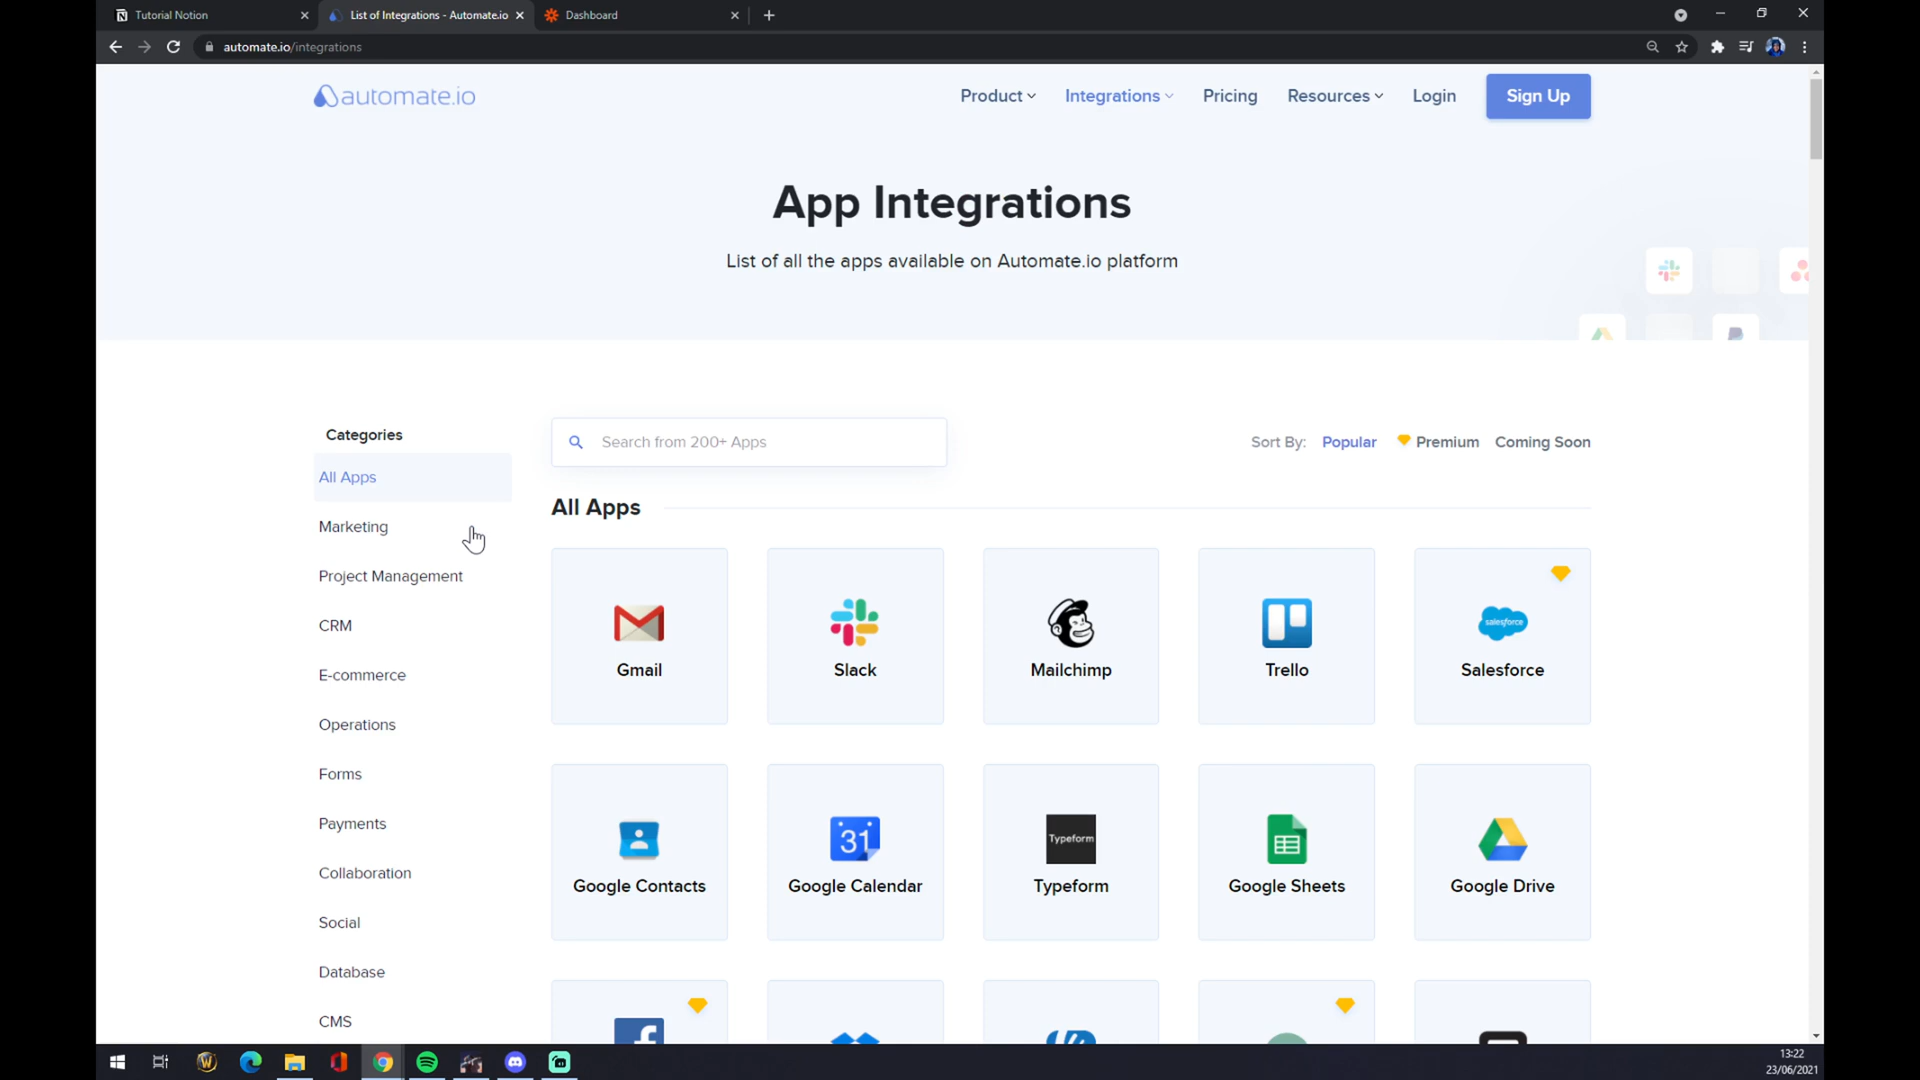 Tutorial Notion
List of Integrations - Automate.io
Dashboard
automate.io/integrations
automate.io
Product
Integrations
Pricing
Resources
Login
Sign Up
App Integrations
List of all the apps available on Automate.io platform
Categories
All Apps
Marketing
Project Management
CRM
E-commerce
Operations
Forms
Payments
Collaboration
Social
Database
CMS
Search from 200+ Apps
Sort By: Popular Premium Coming Soon
All Apps
Gmail
Slack
Mailchimp
Trello
salesforce
Salesforce
Google Contacts
31
Google Calendar
Typeform
Typeform
Google Sheets
Google Drive
13:22
23/06/2021